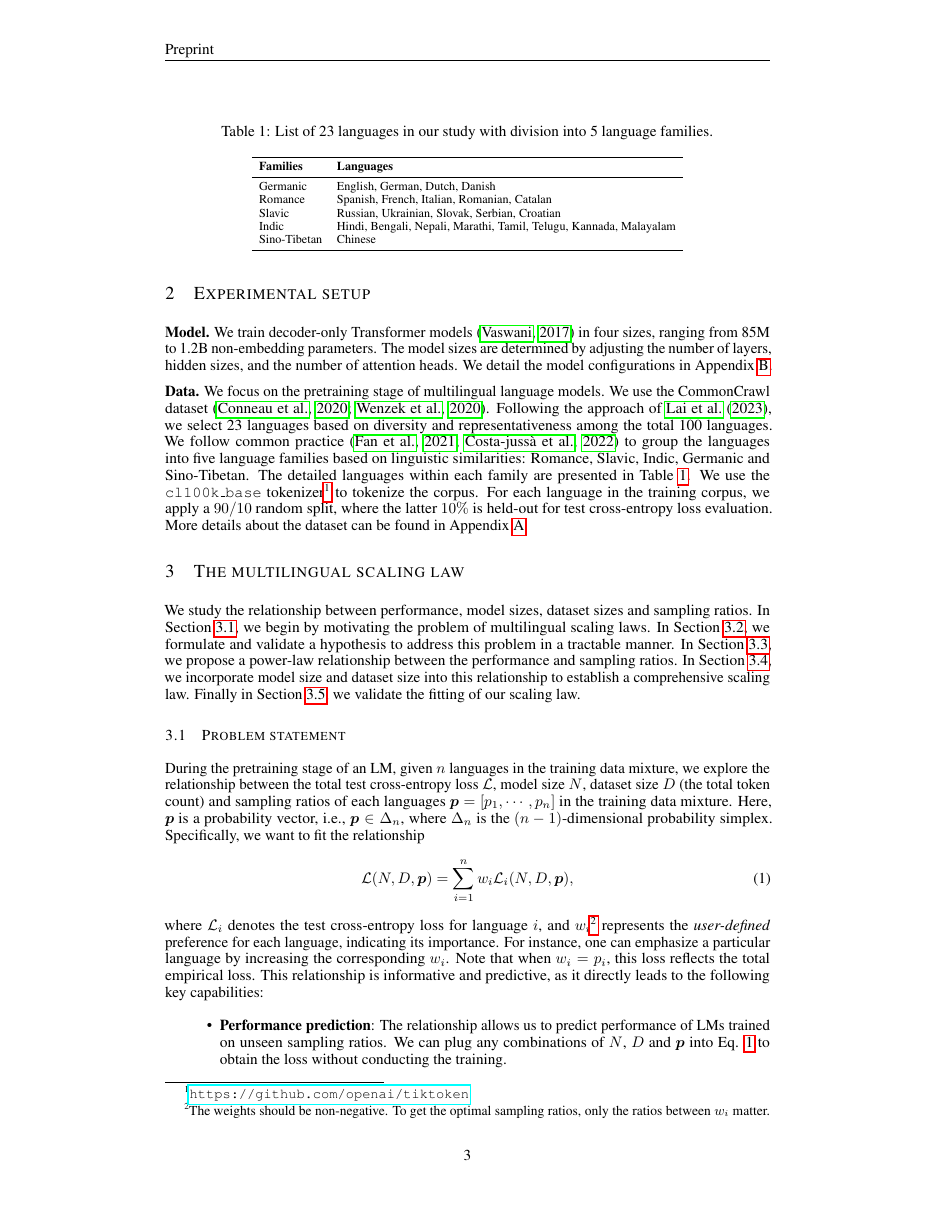 Preprint
Table 1: List of 23 languages in our study with division into 5 language families.
Families Languages
Germanic English, German, Dutch, Danish
Romance Spanish, French, Italian, Romanian, Catalan
Slavic Russian, Ukrainian, Slovak, Serbian, Croatian
Indic Hindi, Bengali, Nepali, Marathi, Tamil, Telugu, Kannada, Malayalam
Sino-Tibetan Chinese
2 EXPERIMENTAL SETUP
Model. We train decoder-only Transformer models (Vaswani, 2017) in four sizes, ranging from 85M
to 1.2B non-embedding parameters. The model sizes are determined by adjusting the number of layers,
hidden sizes, and the number of attention heads. We detail the model configurations in Appendix B.
Data. We focus on the pretraining stage of multilingual language models. We use the CommonCrawl
dataset (Conneau et al., 2020; Wenzek et al., 2020). Following the approach of Lai et al. (2023),
we select 23 languages based on diversity and representativeness among the total 100 languages.
We follow common practice (Fan et al., 2021; Costa-jussà et al., 2022) to group the languages
into five language families based on linguistic similarities: Romance, Slavic, Indic, Germanic and
Sino-Tibetan. The detailed languages within each family are presented in Table 1. We use the
cl100k_base tokenizer¹ to tokenize the corpus. For each language in the training corpus, we
apply a 90/10 random split, where the latter 10% is held-out for test cross-entropy loss evaluation.
More details about the dataset can be found in Appendix A.
3 THE MULTILINGUAL SCALING LAW
We study the relationship between performance, model sizes, dataset sizes and sampling ratios. In
Section 3.1, we begin by motivating the problem of multilingual scaling laws. In Section 3.2, we
formulate and validate a hypothesis to address this problem in a tractable manner. In Section 3.3,
we propose a power-law relationship between the performance and sampling ratios. In Section 3.4,
we incorporate model size and dataset size into this relationship to establish a comprehensive scaling
law. Finally in Section 3.5, we validate the fitting of our scaling law.
3.1 PROBLEM STATEMENT
During the pretraining stage of an LM, given n languages in the training data mixture, we explore the
relationship between the total test cross-entropy loss ℒ, model size N, dataset size D (the total token
count) and sampling ratios of each languages p = [p₁, ⋯ , pₙ] in the training data mixture. Here,
p is a probability vector, i.e., p ∈ Δₙ, where Δₙ is the (n − 1)-dimensional probability simplex.
Specifically, we want to fit the relationship
ℒ(N, D, p) = ∑ᵢ₌₁ⁿ wᵢℒᵢ(N, D, p), (1)
where ℒᵢ denotes the test cross-entropy loss for language i, and wᵢ² represents the user-defined
preference for each language, indicating its importance. For instance, one can emphasize a particular
language by increasing the corresponding wᵢ. Note that when wᵢ = pᵢ, this loss reflects the total
empirical loss. This relationship is informative and predictive, as it directly leads to the following
key capabilities:
• Performance prediction: The relationship allows us to predict performance of LMs trained
on unseen sampling ratios. We can plug any combinations of N, D and p into Eq. 1 to
obtain the loss without conducting the training.
¹https://github.com/openai/tiktoken
²The weights should be non-negative. To get the optimal sampling ratios, only the ratios between wᵢ matter.
3